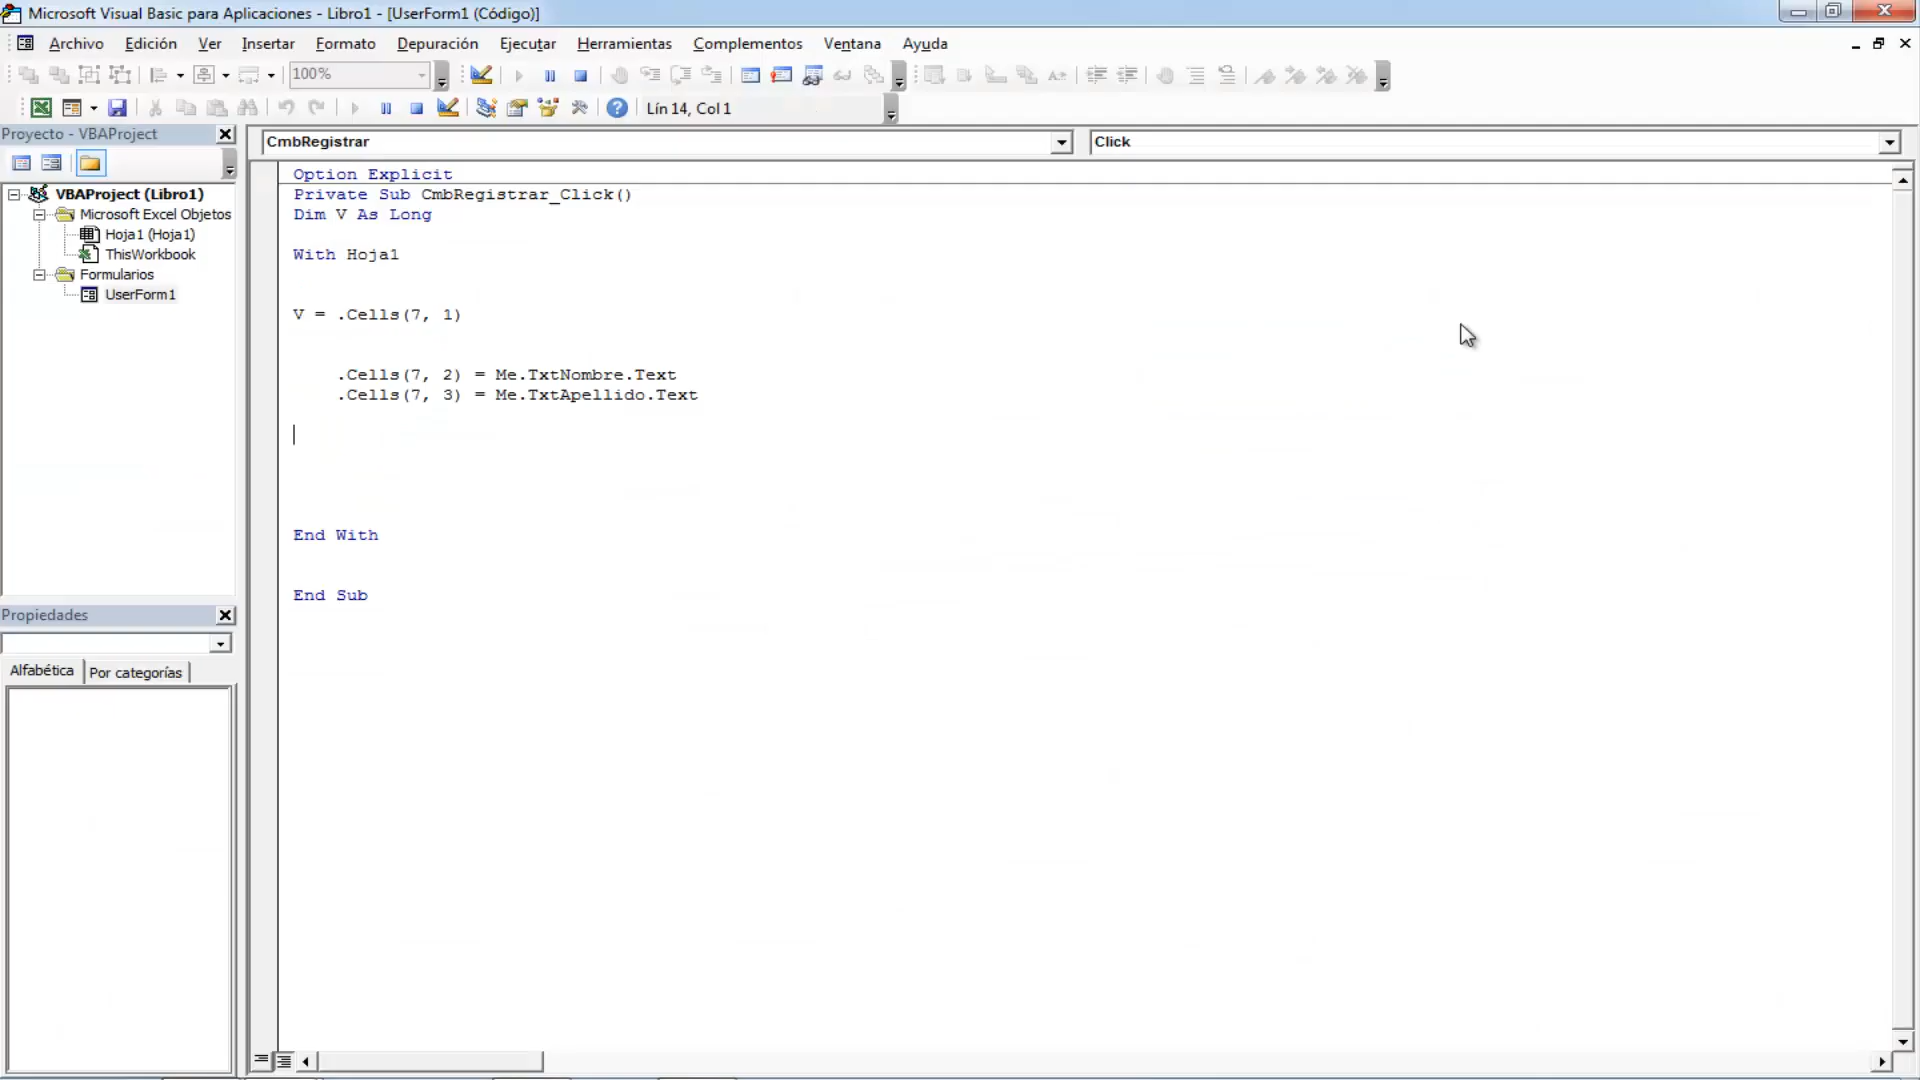 Microsoft Visual Basic para Aplicaciones - Libro1 - [UserForm1 (Código)]
Archivo Edición Ver Insertar Formato Depuración Ejecutar Herramientas Complementos Ventana Ayuda
100%
Lín 14, Col 1
Proyecto - VBAProject
CmbRegistrar
Click
VBAProject (Libro1)
Microsoft Excel Objetos
Hoja1 (Hoja1)
ThisWorkbook
Formularios
UserForm1
Propiedades
Alfabética Por categorías
Option Explicit
Private Sub CmbRegistrar_Click()
Dim V As Long
With Hoja1
V = .Cells(7, 1)
.Cells(7, 2) = Me.TxtNombre.Text
.Cells(7, 3) = Me.TxtApellido.Text
End With
End Sub